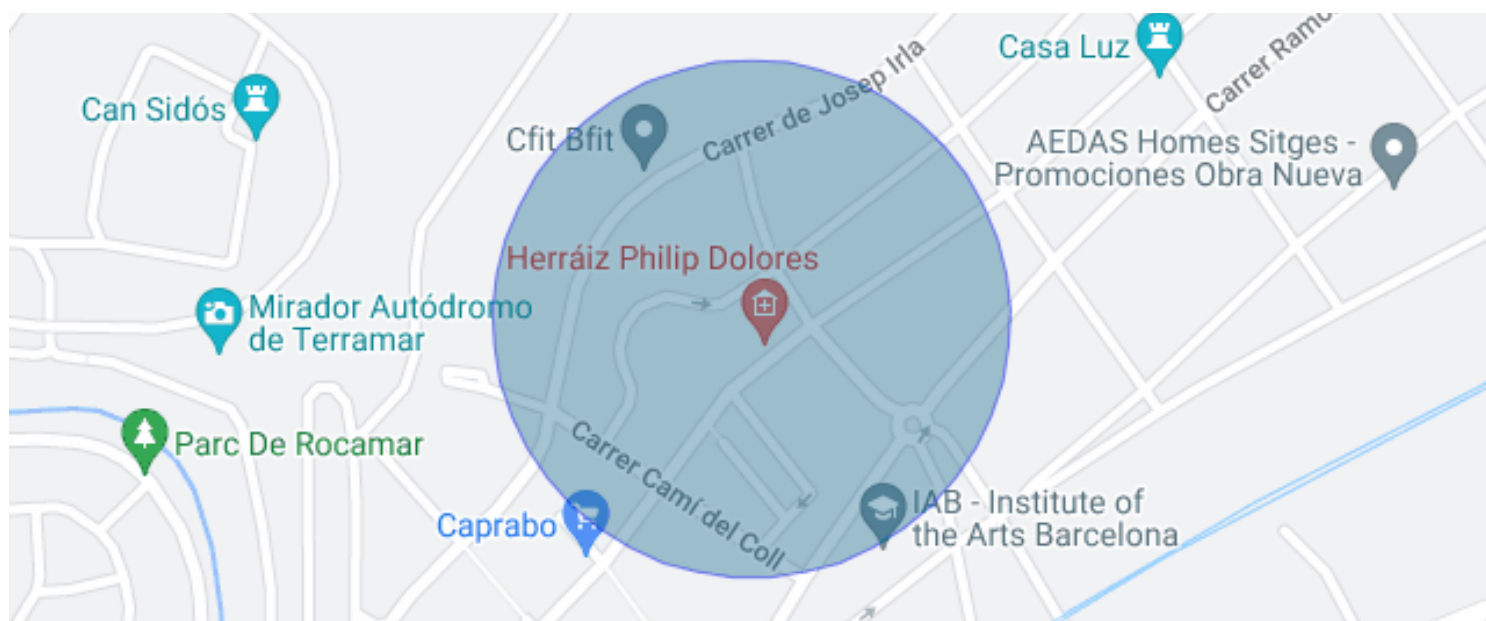 Casa Luz
Carrer Ramo
Can Sidós
Cfit Bfit
Carrer de Josep Irla
AEDAS Homes Sitges -
Promociones Obra Nueva
Herráiz Philip Dolores
Mirador Autódromo
de Terramar
Parc De Rocamar
Carrer Camí del Coll
Caprabo
IAB - Institute of
the Arts Barcelona